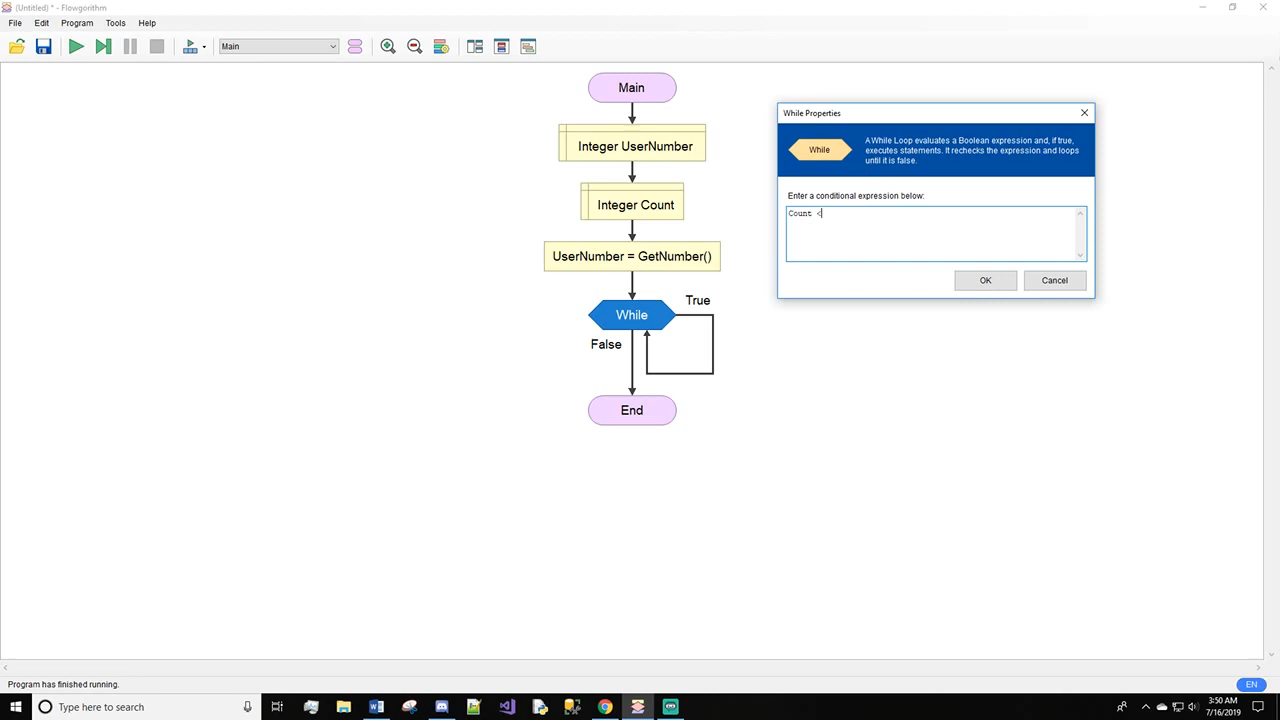 (Untitled) * - Flowgorithm
File Edit Program Tools Help
Main
Main
Integer UserNumber
Integer Count
UserNumber = GetNumber()
While
True
False
End
While Properties
While
A While Loop evaluates a Boolean expression and, if true,
executes statements. It rechecks the expression and loops
until it is false.
Enter a conditional expression below:
Count <
OK Cancel
Program has finished running.
EN
Type here to search
3:50 AM
7/16/2019